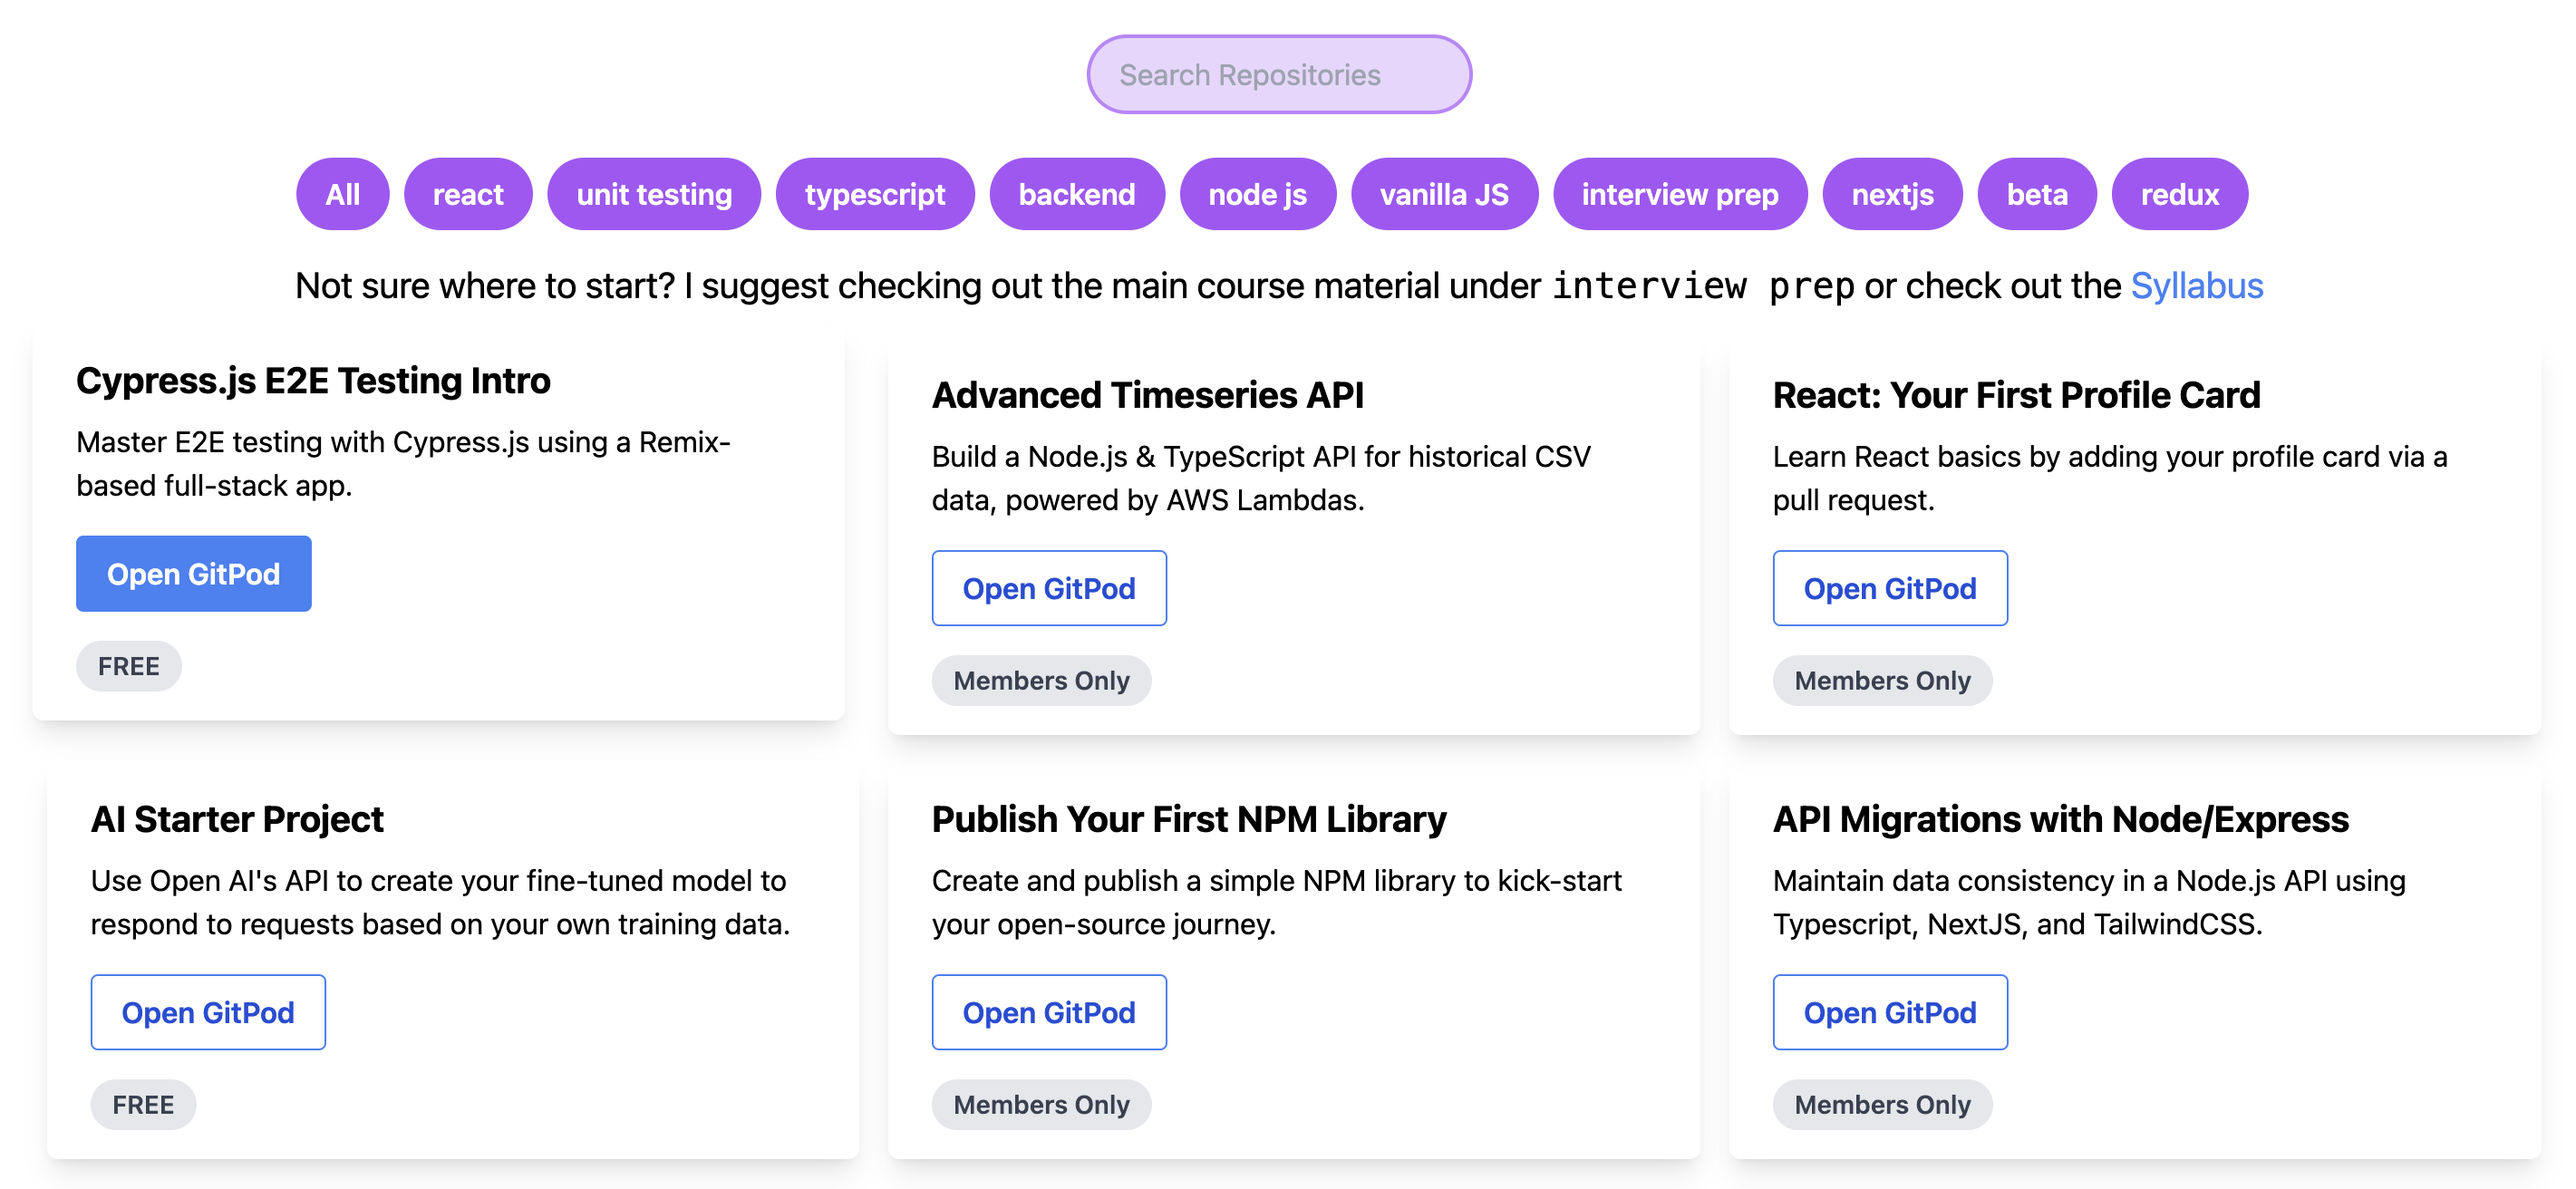 Search Repositories
All react unit testing typescript backend node js vanilla JS interview prep nextjs beta redux
Not sure where to start? I suggest checking out the main course material under interview prep or check out the Syllabus
Cypress.js E2E Testing Intro
Master E2E testing with Cypress.js using a Remix-
based full-stack app.
Open GitPod
FREE
Advanced Timeseries API
Build a Node.js & TypeScript API for historical CSV
data, powered by AWS Lambdas.
Open GitPod
Members Only
React: Your First Profile Card
Learn React basics by adding your profile card via a
pull request.
Open GitPod
Members Only
AI Starter Project
Use Open AI's API to create your fine-tuned model to
respond to requests based on your own training data.
Open GitPod
FREE
Publish Your First NPM Library
Create and publish a simple NPM library to kick-start
your open-source journey.
Open GitPod
Members Only
API Migrations with Node/Express
Maintain data consistency in a Node.js API using
Typescript, NextJS, and TailwindCSS.
Open GitPod
Members Only